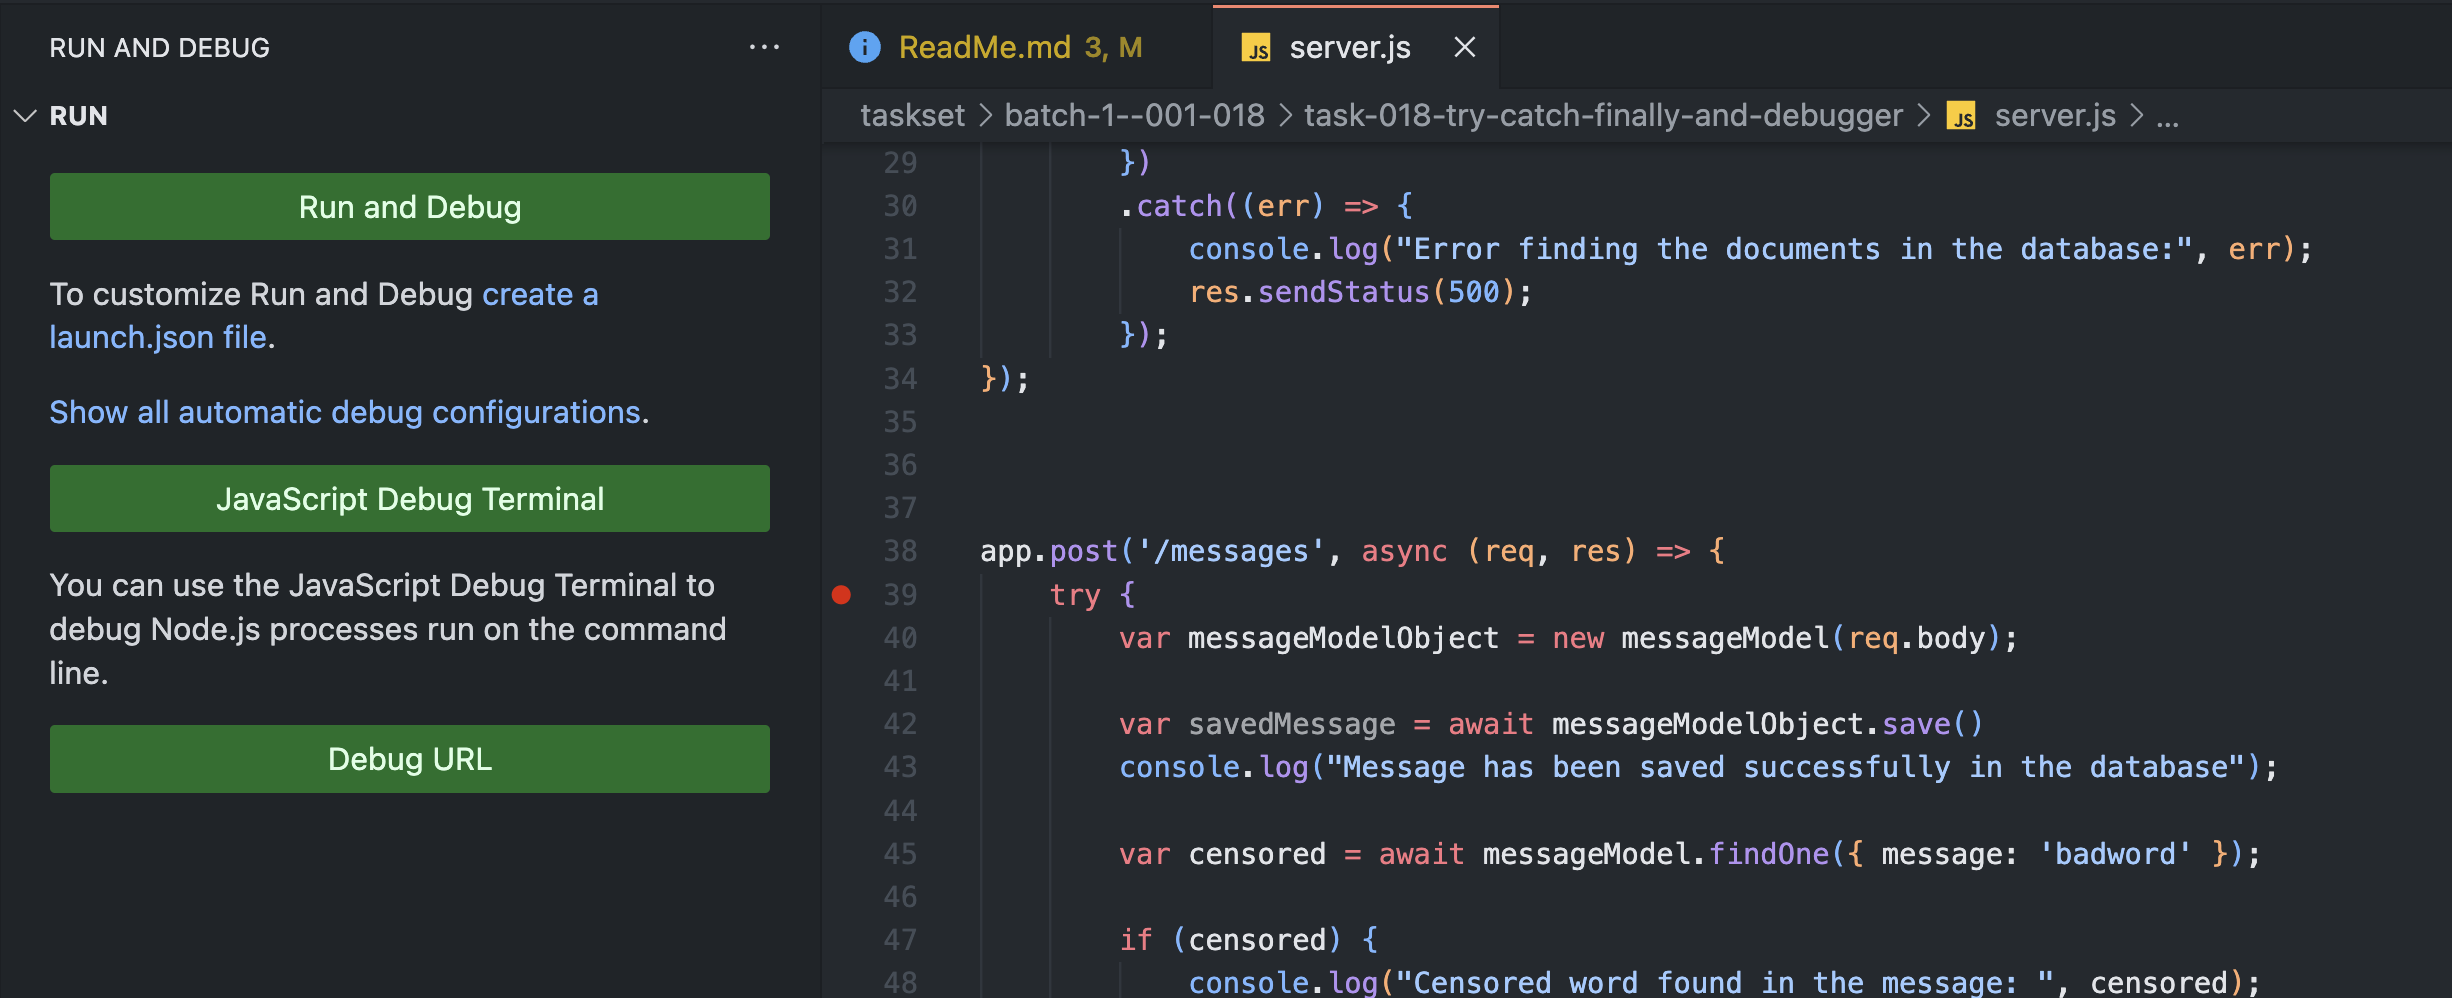 RUN AND DEBUG ...
RUN
Run and Debug
To customize Run and Debug create a
launch.json file.
Show all automatic debug configurations.
JavaScript Debug Terminal
You can use the JavaScript Debug Terminal to
debug Node.js processes run on the command
line.
Debug URL
ReadMe.md 3, M
JS server.js
taskset > batch-1--001-018 > task-018-try-catch-finally-and-debugger > JS server.js > ...
29 })
30 .catch((err) => {
31 console.log("Error finding the documents in the database:", err);
32 res.sendStatus(500);
33 });
34 });
35
36
37
38 app.post('/messages', async (req, res) => {
39 try {
40 var messageModelObject = new messageModel(req.body);
41
42 var savedMessage = await messageModelObject.save()
43 console.log("Message has been saved successfully in the database");
44
45 var censored = await messageModel.findOne({ message: 'badword' });
46
47 if (censored) {
48 console.log("Censored word found in the message: ", censored);